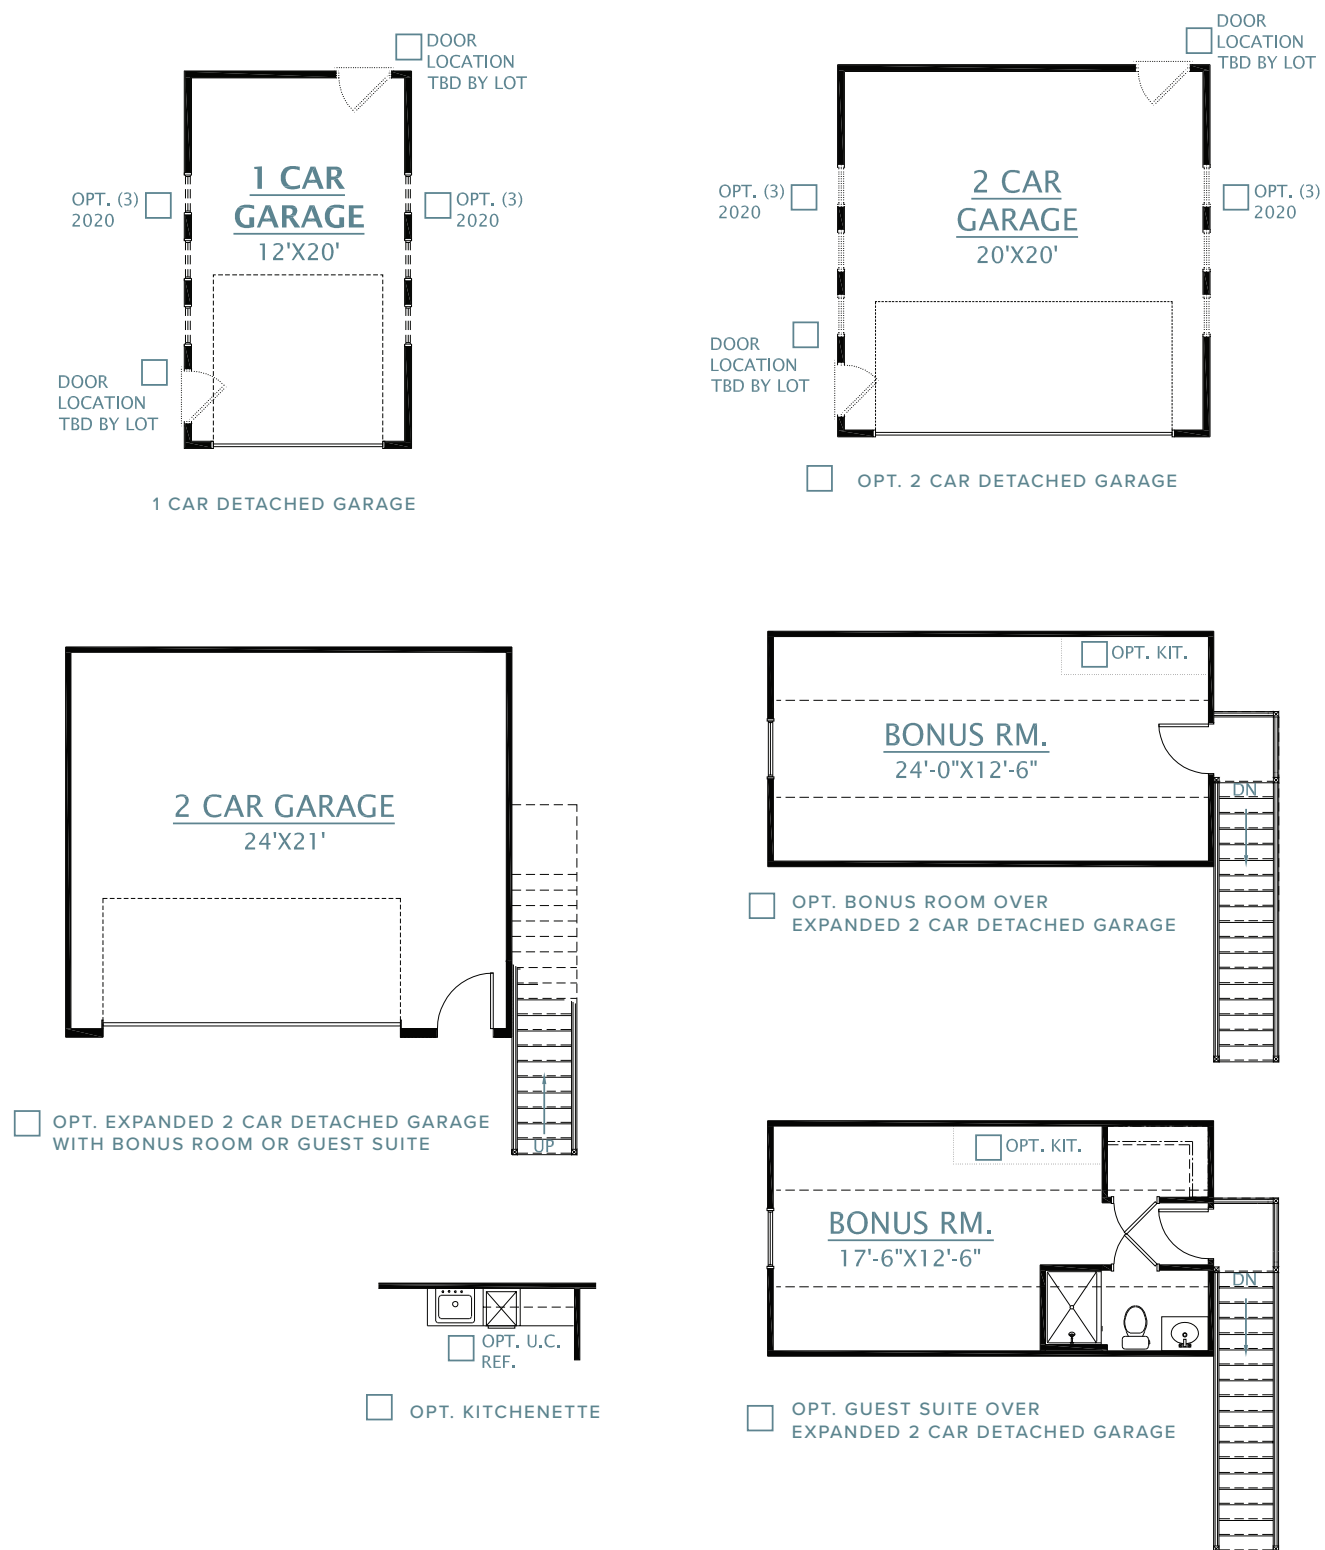 DOOR
LOCATION
TBD BY LOT
1 CAR
GARAGE
12'X20'
OPT. (3)
2020
OPT. (3)
2020
DOOR
LOCATION
TBD BY LOT
1 CAR DETACHED GARAGE
DOOR
LOCATION
TBD BY LOT
2 CAR
GARAGE
20'X20'
OPT. (3)
2020
OPT. (3)
2020
DOOR
LOCATION
TBD BY LOT
OPT. 2 CAR DETACHED GARAGE
2 CAR GARAGE
24'X21'
UP
OPT. EXPANDED 2 CAR DETACHED GARAGE
WITH BONUS ROOM OR GUEST SUITE
OPT. KIT.
BONUS RM.
24'-0"X12'-6"
DN
OPT. BONUS ROOM OVER
EXPANDED 2 CAR DETACHED GARAGE
OPT. U.C.
REF.
OPT. KITCHENETTE
OPT. KIT.
BONUS RM.
17'-6"X12'-6"
DN
OPT. GUEST SUITE OVER
EXPANDED 2 CAR DETACHED GARAGE